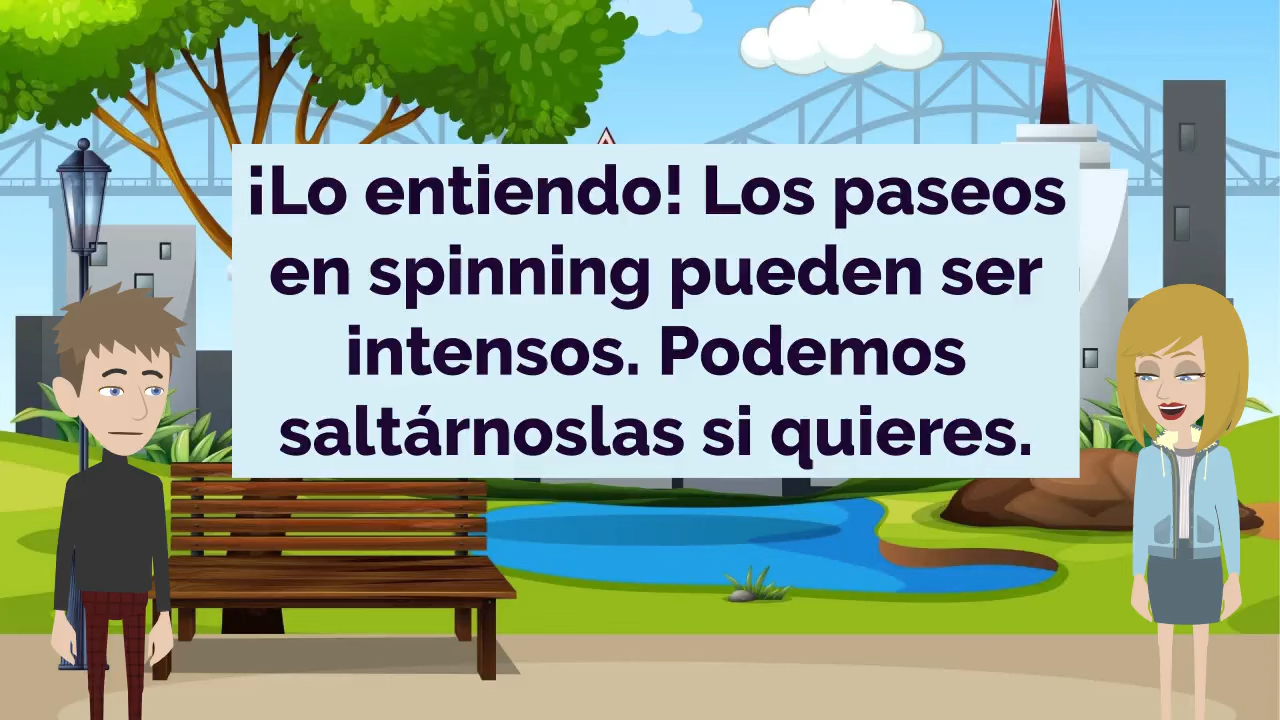 ¡Lo entiendo! Los paseos
en spinning pueden ser
intensos. Podemos
saltárnoslas si quieres.